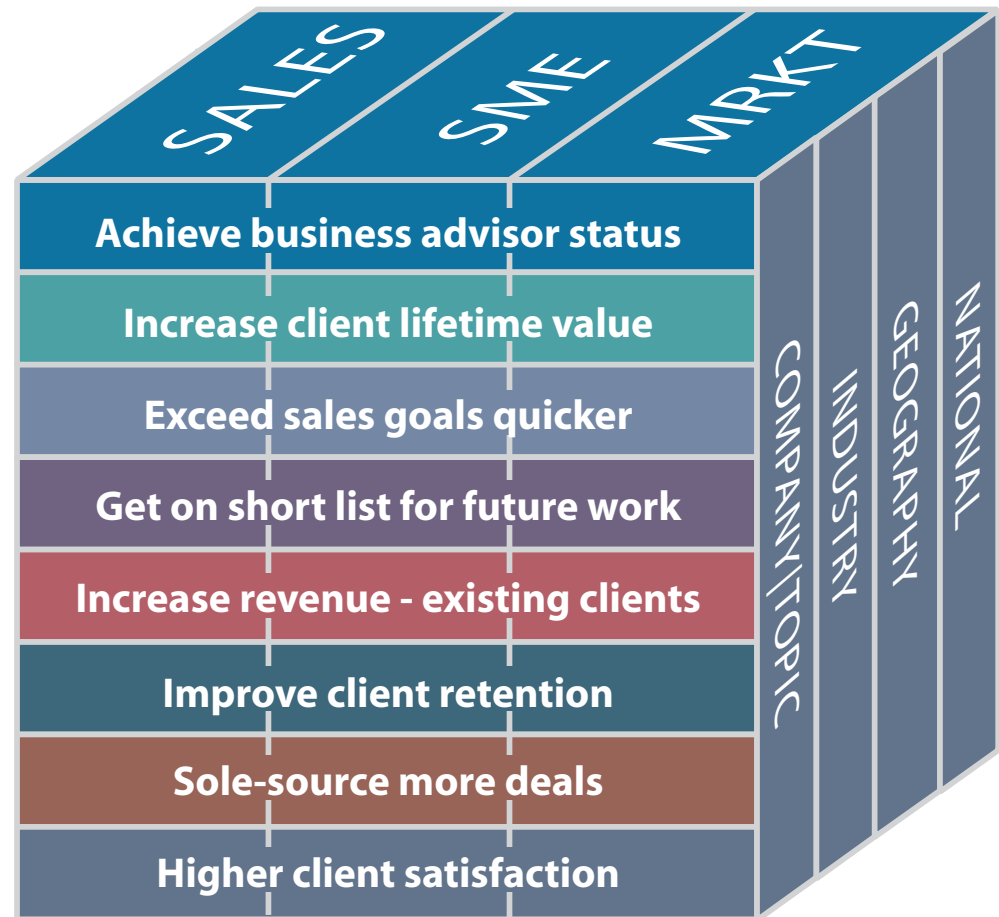 SALES
SME
MRKT
Achieve business advisor status
Increase client lifetime value
Exceed sales goals quicker
Get on short list for future work
Increase revenue - existing clients
Improve client retention
Sole-source more deals
Higher client satisfaction
COMPANY|TOPIC
INDUSTRY
GEOGRAPHY
NATIONAL